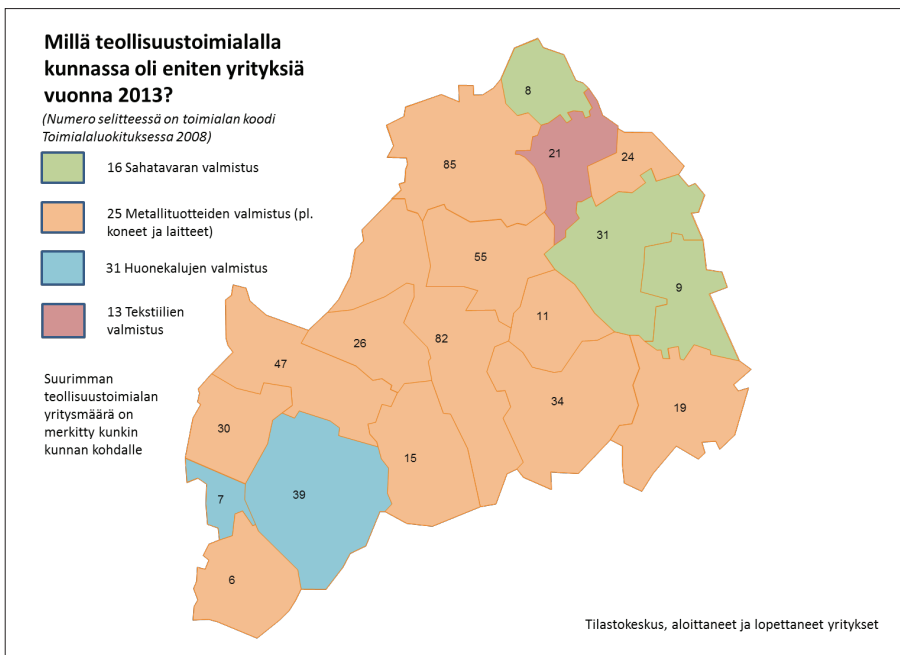 Millä teollisuustoimialalla
kunnassa oli eniten yrityksiä
vuonna 2013?
(Numero selitteessä on toimialan koodi
Toimialaluokituksessa 2008)
16 Sahatavaran valmistus
25 Metallituotteiden valmistus (pl.
koneet ja laitteet)
31 Huonekalujen valmistus
13 Tekstiilien
valmistus
Suurimman
teollisuustoimialan
yritysmäärä on
merkitty kunkin
kunnan kohdalle
8
21
24
85
31
55
9
11
26
82
47
34
19
30
15
39
7
6
Tilastokeskus, aloittaneet ja lopettaneet yritykset